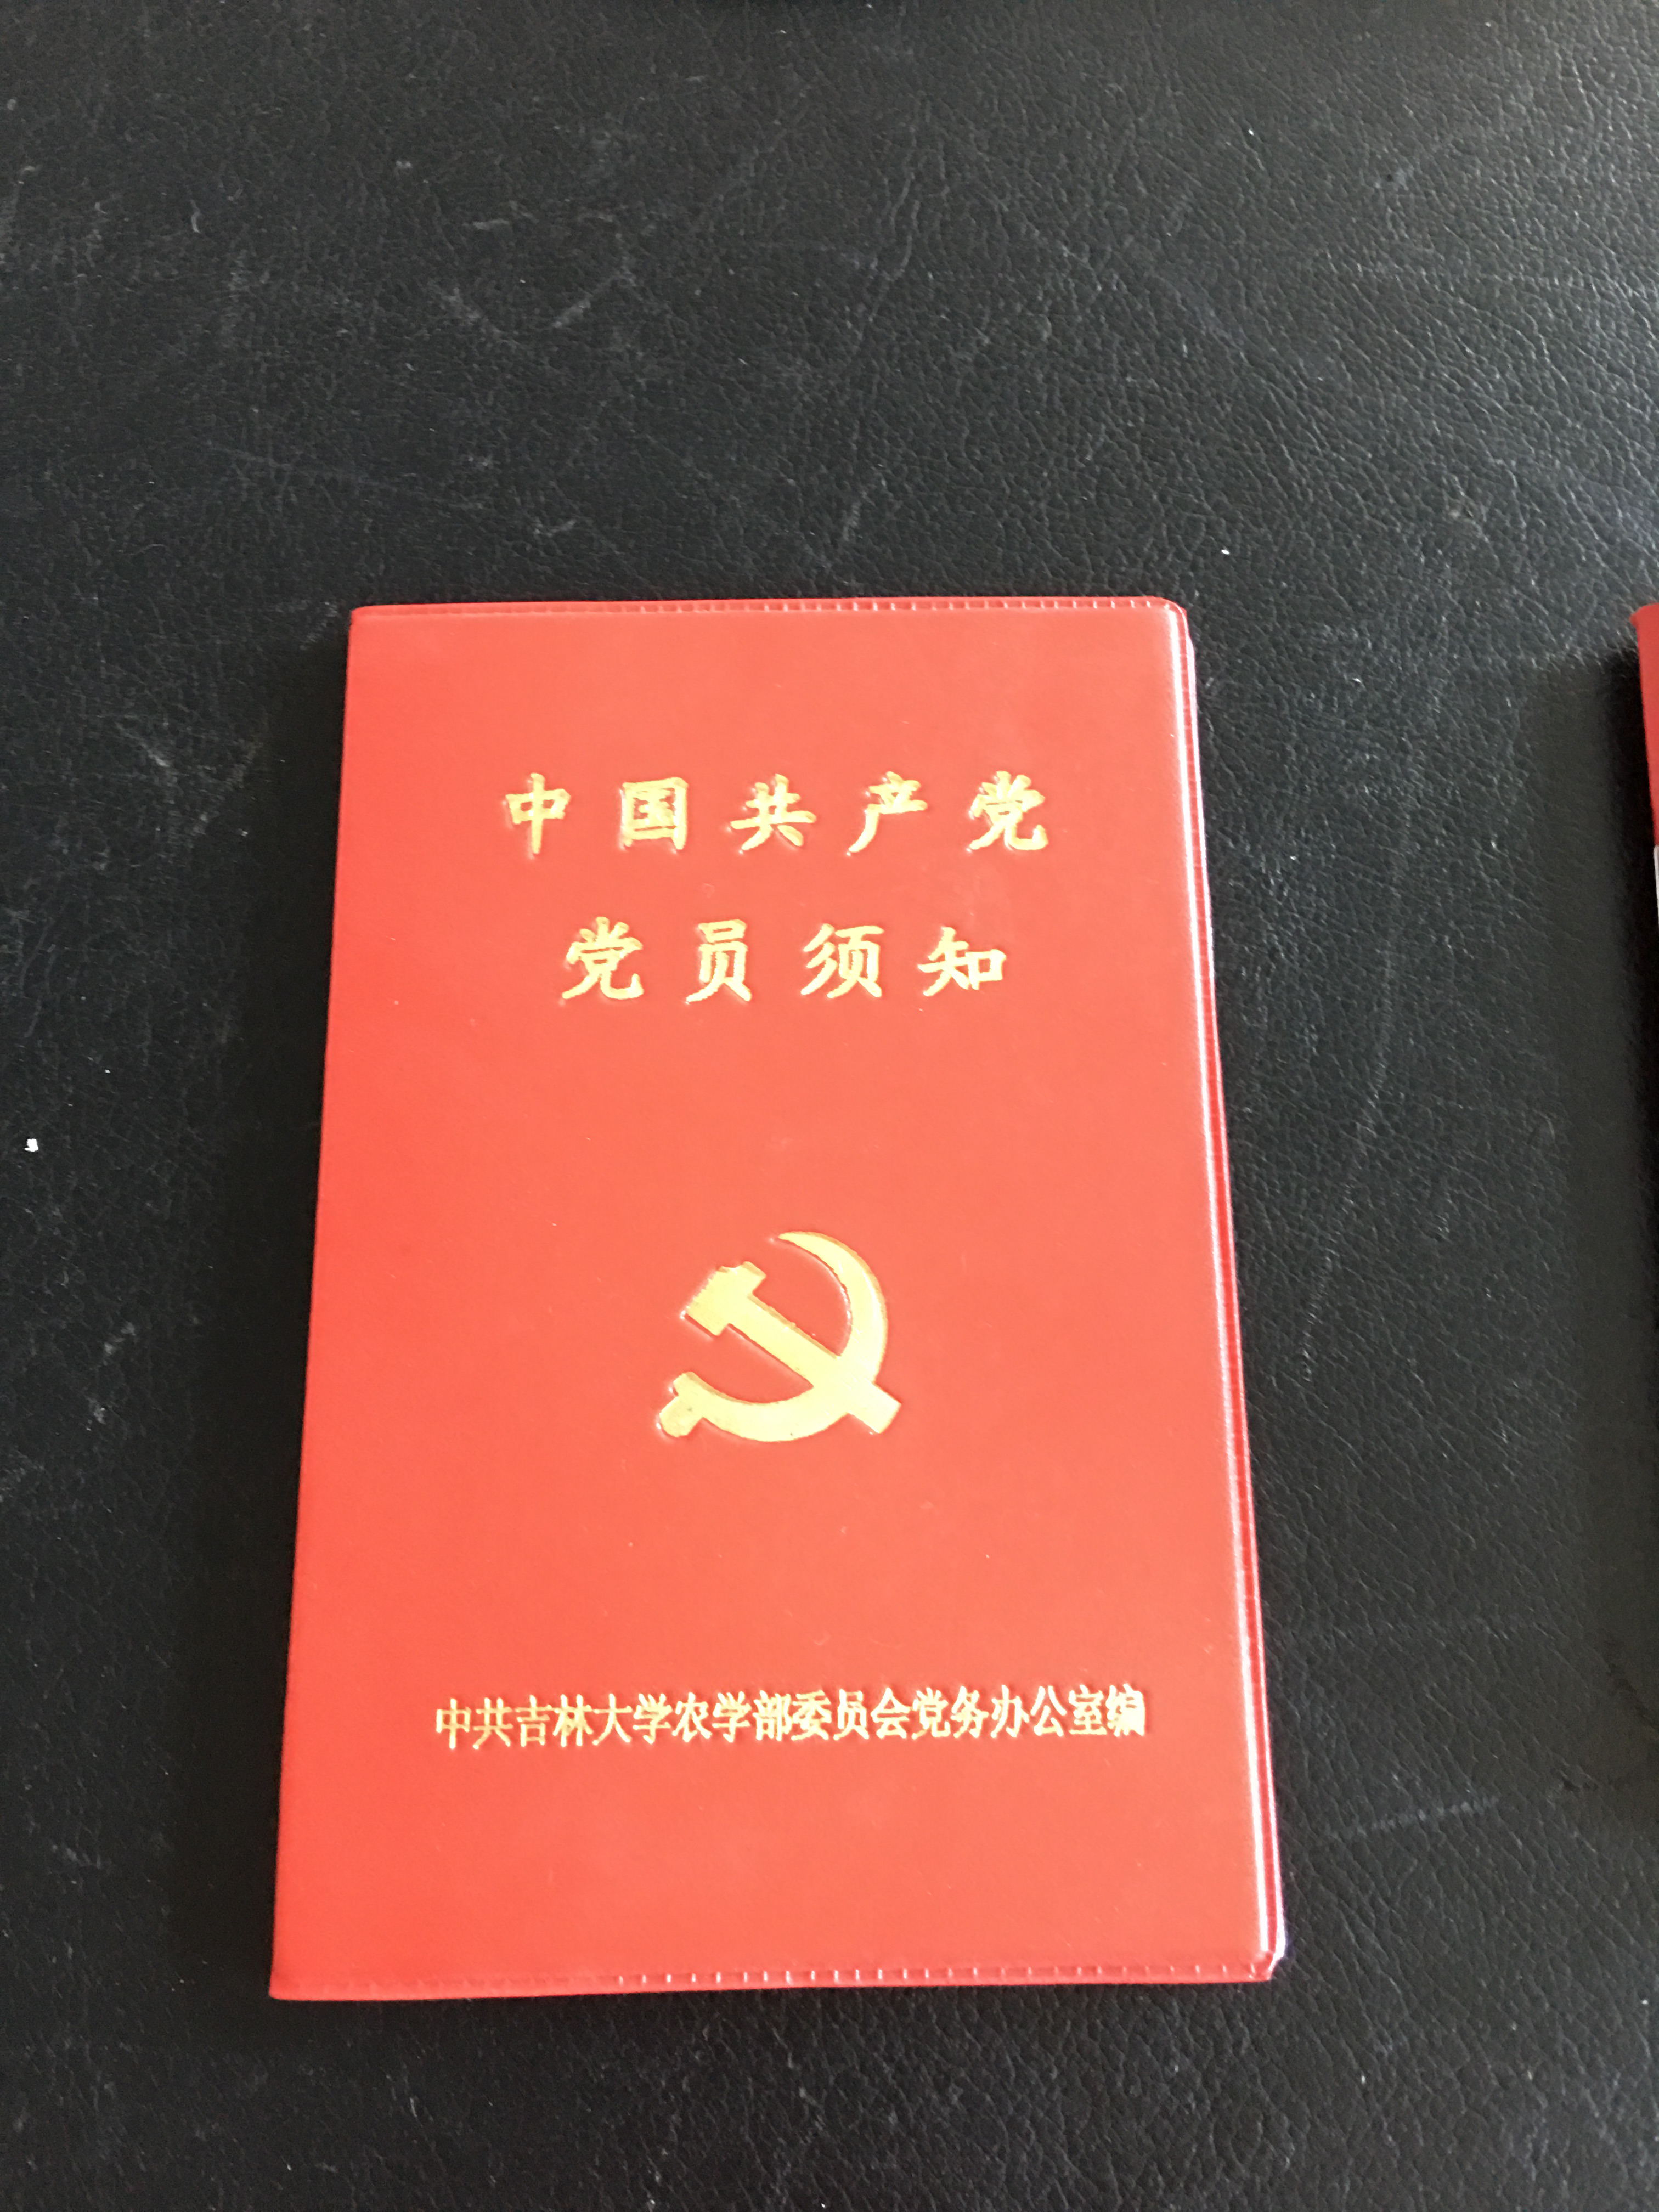 中国共产党
党员须知
中共吉林大学农学部委员会党务办公室编